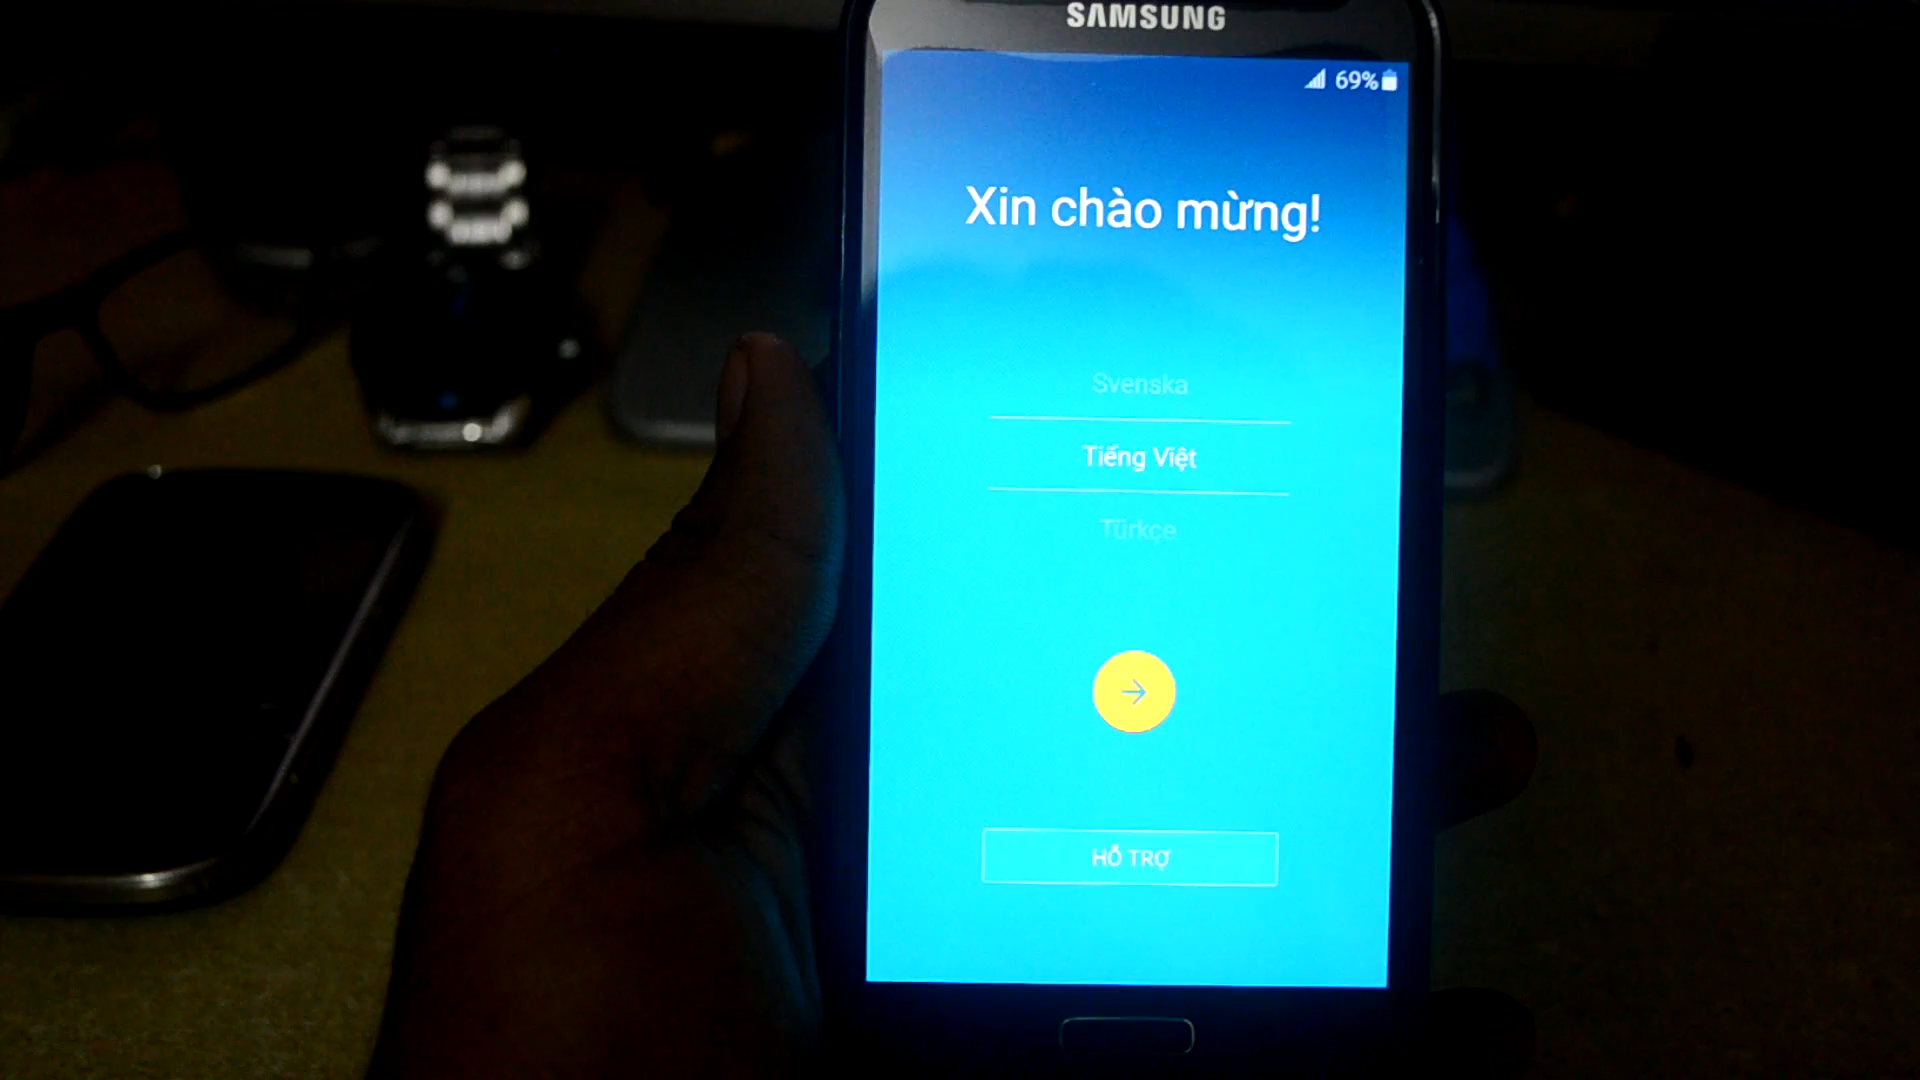 SAMSUNG
69%
Xin chào mừng!
Svenska
Tiếng Việt
Türkçe
HỖ TRỢ